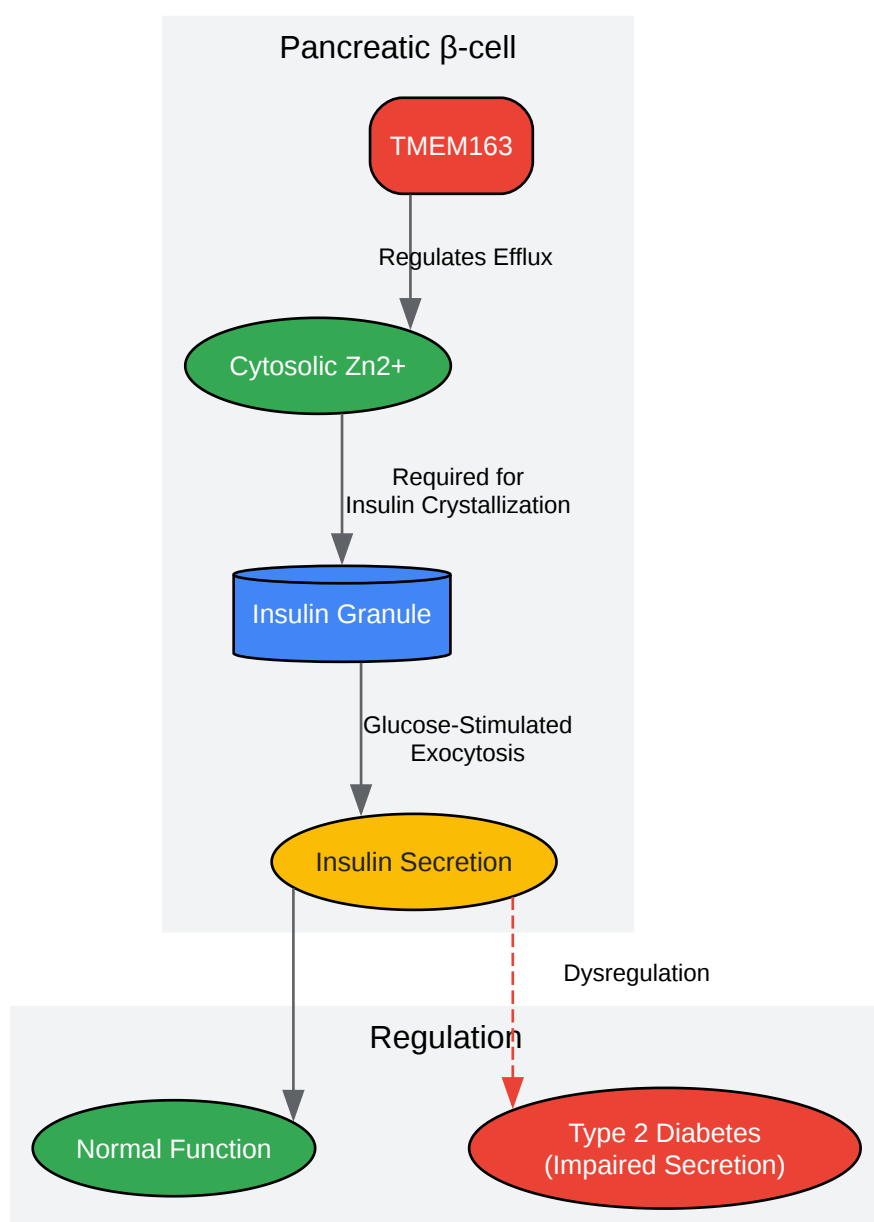 Pancreatic β-cell
TMEM163
Regulates Efflux
Cytosolic Zn2+
Required for
Insulin Crystallization
Insulin Granule
Glucose-Stimulated
Exocytosis
Insulin Secretion
Dysregulation
Regulation
Normal Function
Type 2 Diabetes
(Impaired Secretion)